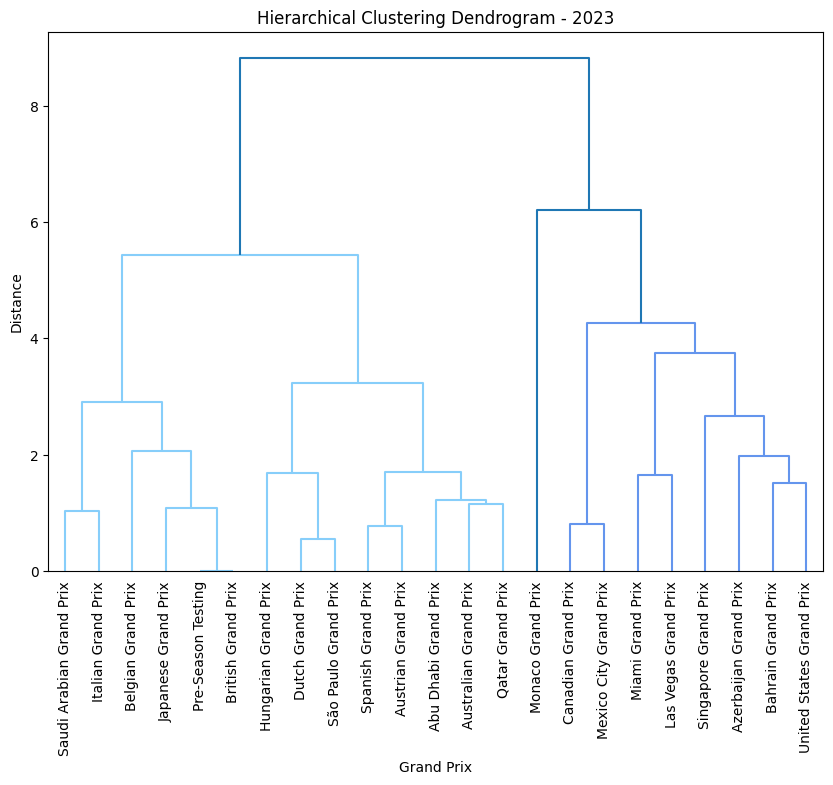 Hierarchical Clustering Dendrogram - 2023
8
6
4
2
0
Distance
Saudi Arabian Grand Prix
Italian Grand Prix
Belgian Grand Prix
Japanese Grand Prix
Pre-Season Testing
British Grand Prix
Hungarian Grand Prix
Dutch Grand Prix
São Paulo Grand Prix
Spanish Grand Prix
Austrian Grand Prix
Abu Dhabi Grand Prix
Australian Grand Prix
Qatar Grand Prix
Monaco Grand Prix
Canadian Grand Prix
Mexico City Grand Prix
Miami Grand Prix
Las Vegas Grand Prix
Singapore Grand Prix
Azerbaijan Grand Prix
Bahrain Grand Prix
United States Grand Prix
Grand Prix